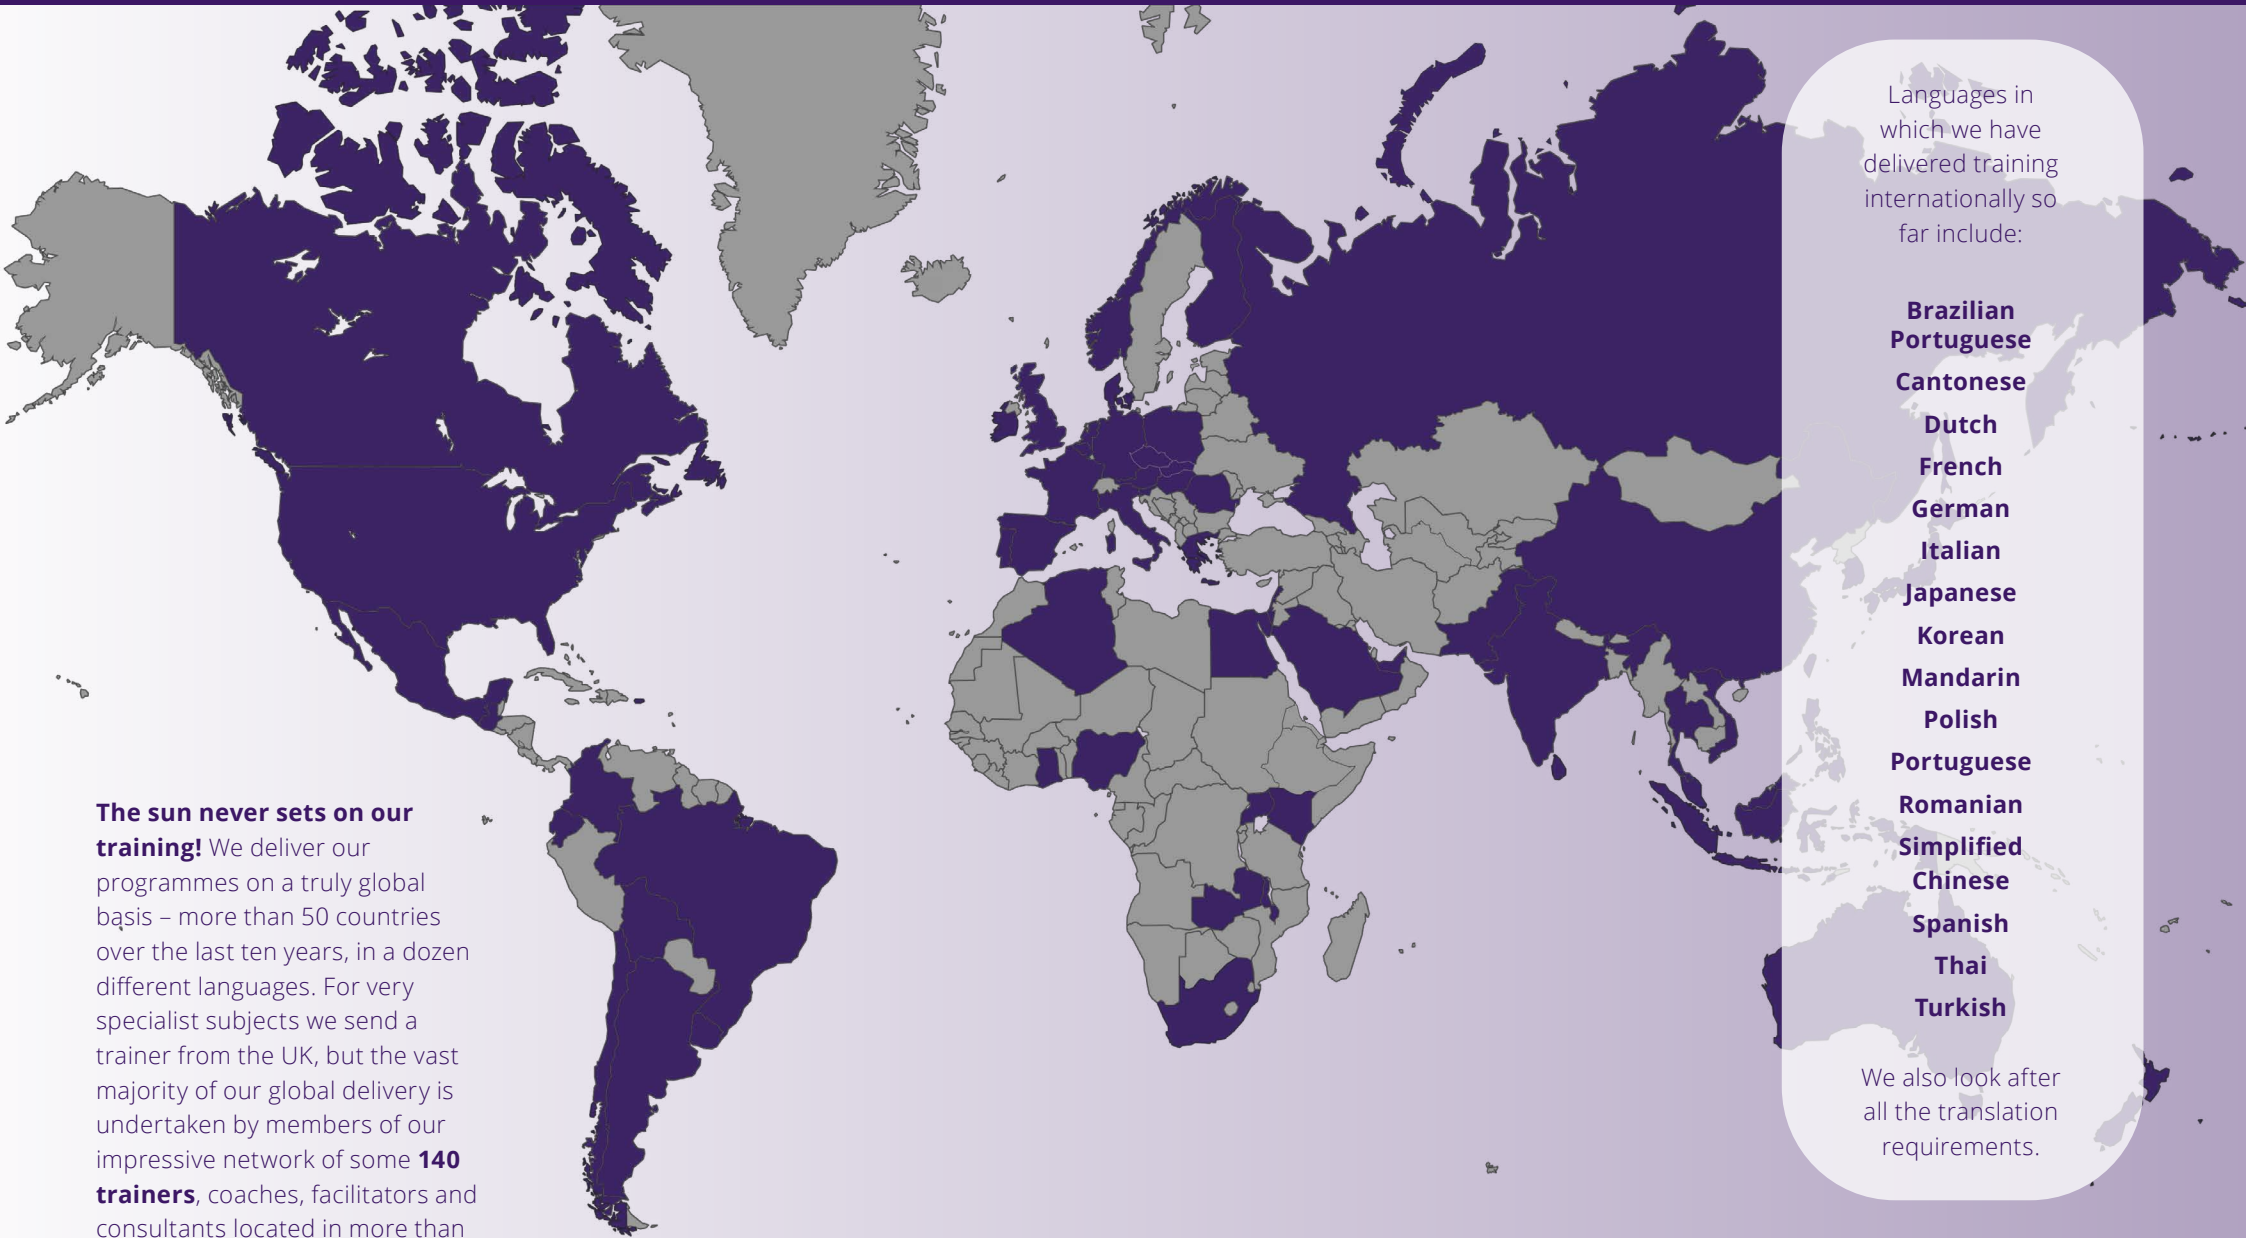 The sun never sets on our
training! We deliver our
programmes on a truly global
basis – more than 50 countries
over the last ten years, in a dozen
different languages. For very
specialist subjects we send a
trainer from the UK, but the vast
majority of our global delivery is
undertaken by members of our
impressive network of some 140
trainers, coaches, facilitators and
consultants located in more than
Languages in
which we have
delivered training
internationally so
far include:
Brazilian
Portuguese
Cantonese
Dutch
French
German
Italian
Japanese
Korean
Mandarin
Polish
Portuguese
Romanian
Simplified
Chinese
Spanish
Thai
Turkish
We also look after
all the translation
requirements.